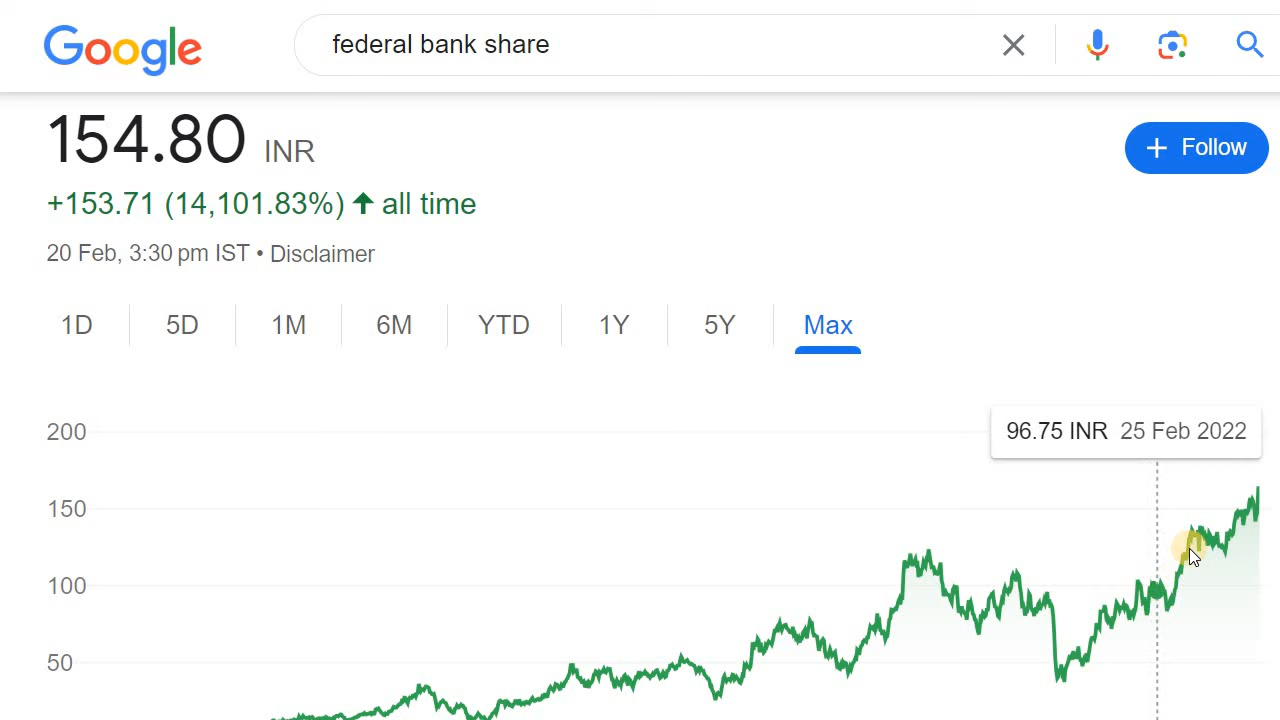 Google
federal bank share
154.80 INR
+ Follow
+153.71 (14,101.83%) ↑ all time
20 Feb, 3:30 pm IST • Disclaimer
1D 5D 1M 6M YTD 1Y 5Y Max
200
96.75 INR 25 Feb 2022
150
100
50